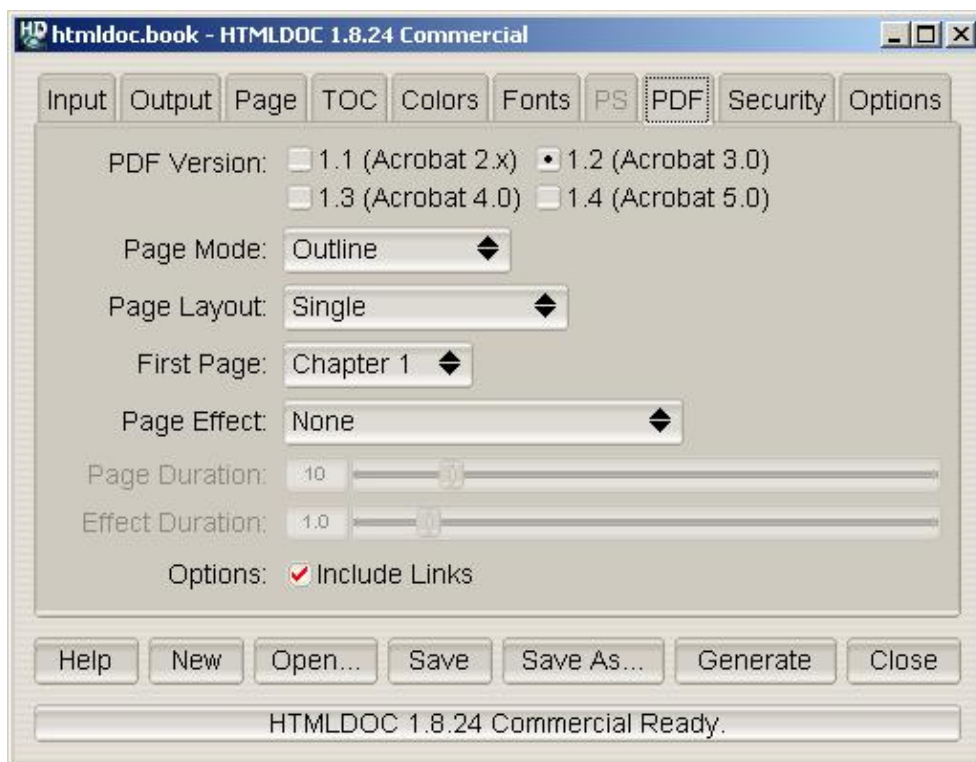 htmldoc.book - HTMLDOC 1.8.24 Commercial
Input Output Page TOC Colors Fonts PS PDF Security Options
PDF Version: 1.1 (Acrobat 2.x) 1.2 (Acrobat 3.0)
1.3 (Acrobat 4.0) 1.4 (Acrobat 5.0)
Page Mode: Outline
Page Layout: Single
First Page: Chapter 1
Page Effect: None
Page Duration: 10
Effect Duration: 1.0
Options: Include Links
Help New Open... Save Save As... Generate Close
HTMLDOC 1.8.24 Commercial Ready.